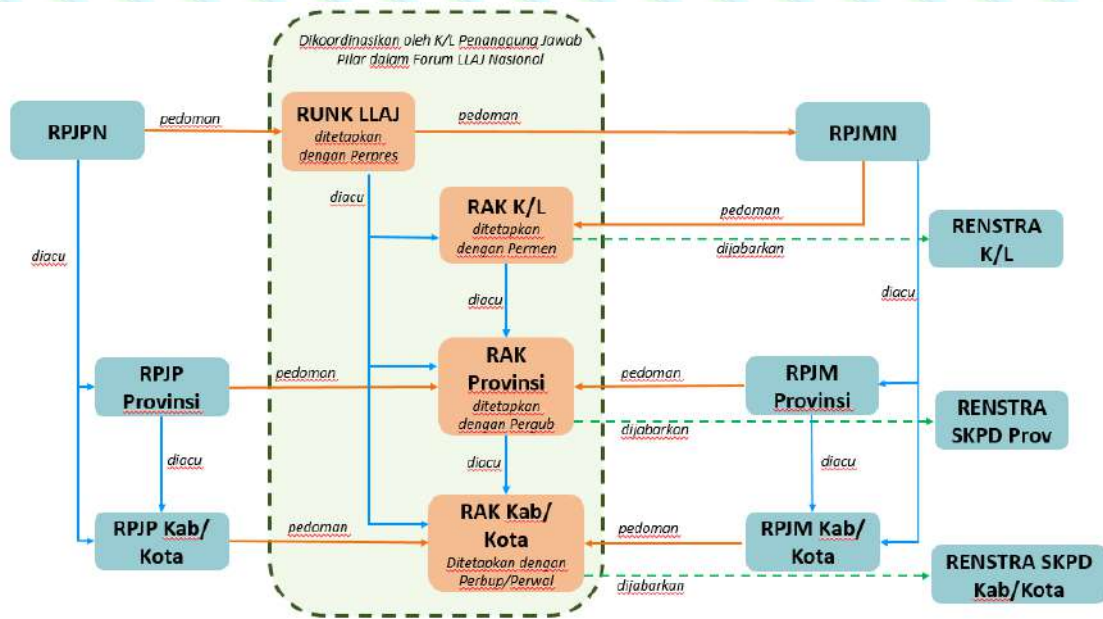 Dikoordinasikan oleh K/L Penanggung Jawab
Pilar dalam Forum LLAJ Nasional
RPJPN
pedoman
RUNK LLAJ
ditetapkan
dengan Perpres
pedoman
RPJMN
diacu
RAK K/L
ditetapkan
dengan Permen
pedoman
dijabarkan
RENSTRA
K/L
diacu
diacu
diacu
RPJP
Provinsi
pedoman
RAK
Provinsi
ditetapkan
dengan Pergub
pedoman
RPJM
Provinsi
dijabarkan
RENSTRA
SKPD Prov
diacu
diacu
diacu
RPJP Kab/
Kota
pedoman
RAK Kab/
Kota
Ditetapkan dengan
Perbup/Perwal
pedoman
RPJM Kab/
Kota
dijabarkan
RENSTRA SKPD
Kab/Kota